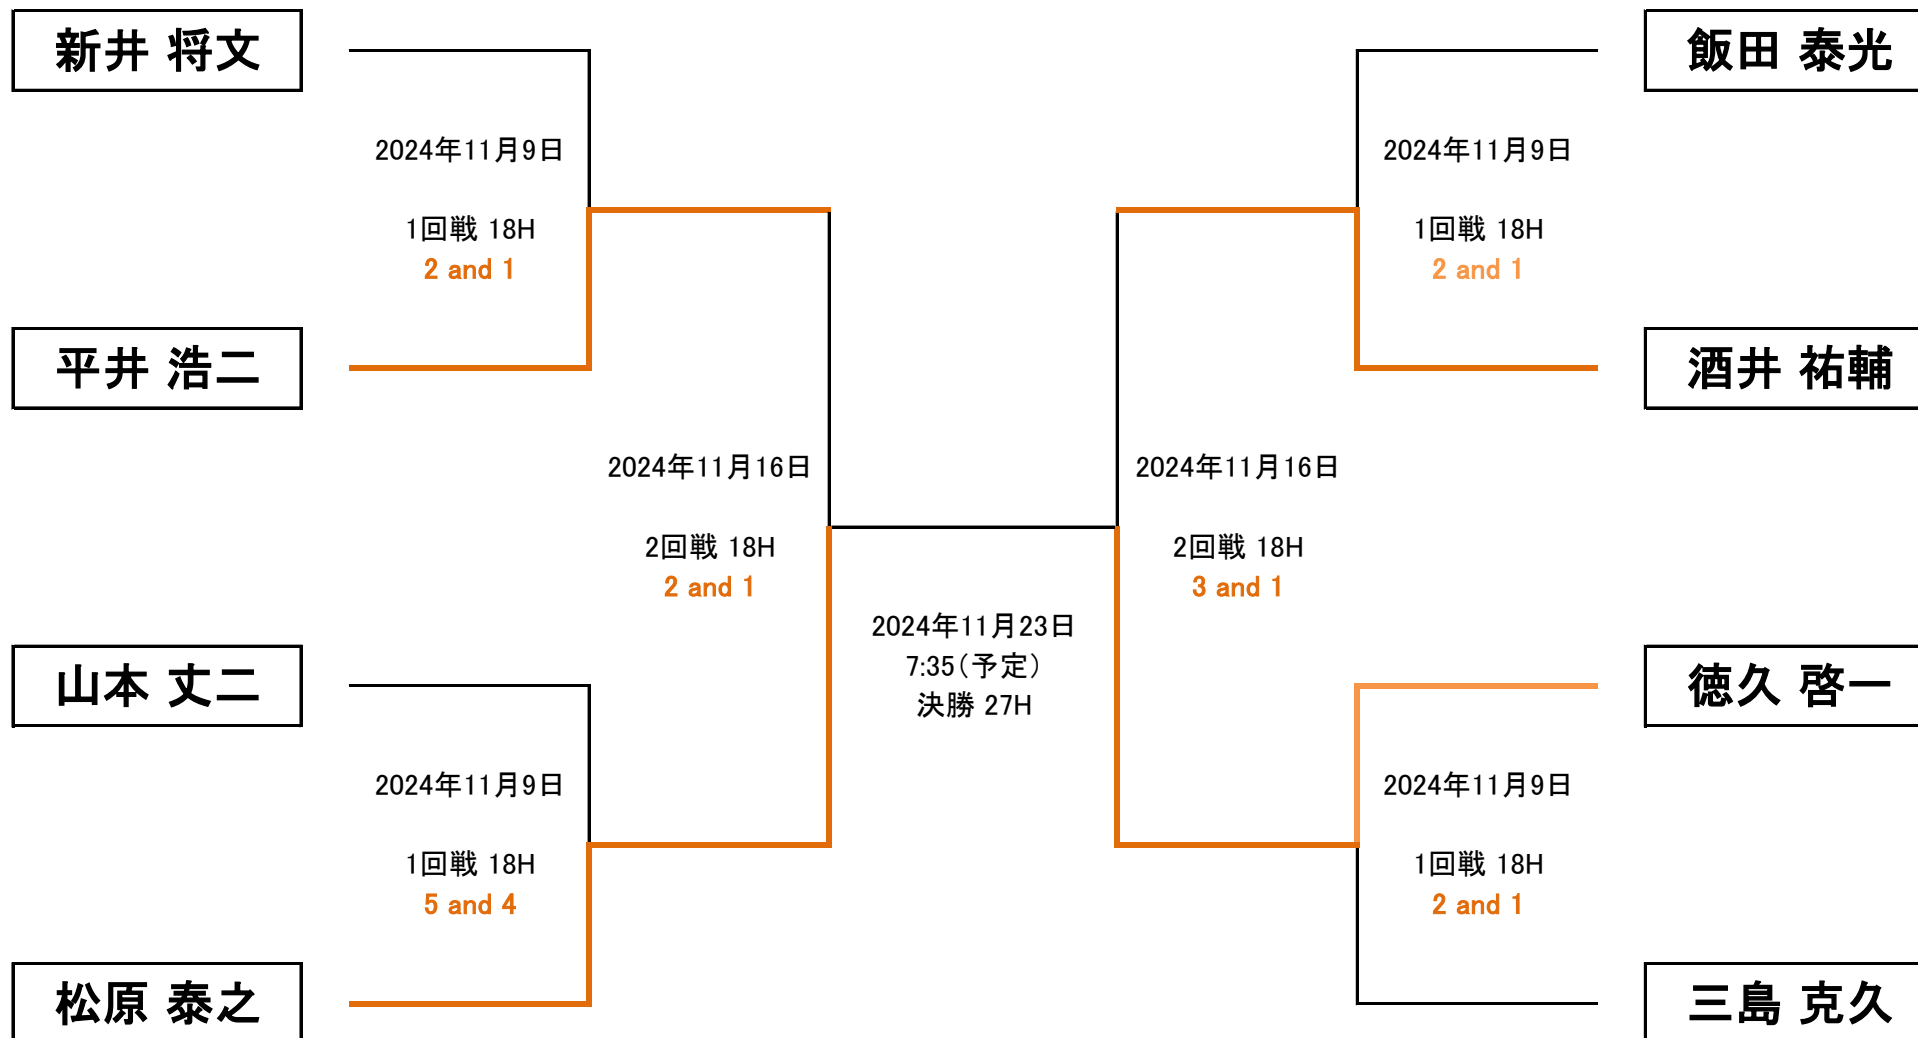 新井 将文
2024年11月9日
1回戦 18H
2 and 1
平井 浩二
2024年11月16日
2回戦 18H
2 and 1
山本 丈二
2024年11月9日
1回戦 18H
5 and 4
松原 泰之
2024年11月23日
7:35(予定)
決勝 27H
飯田 泰光
2024年11月9日
1回戦 18H
2 and 1
酒井 祐輔
2024年11月16日
2回戦 18H
3 and 1
徳久 啓一
2024年11月9日
1回戦 18H
2 and 1
三島 克久